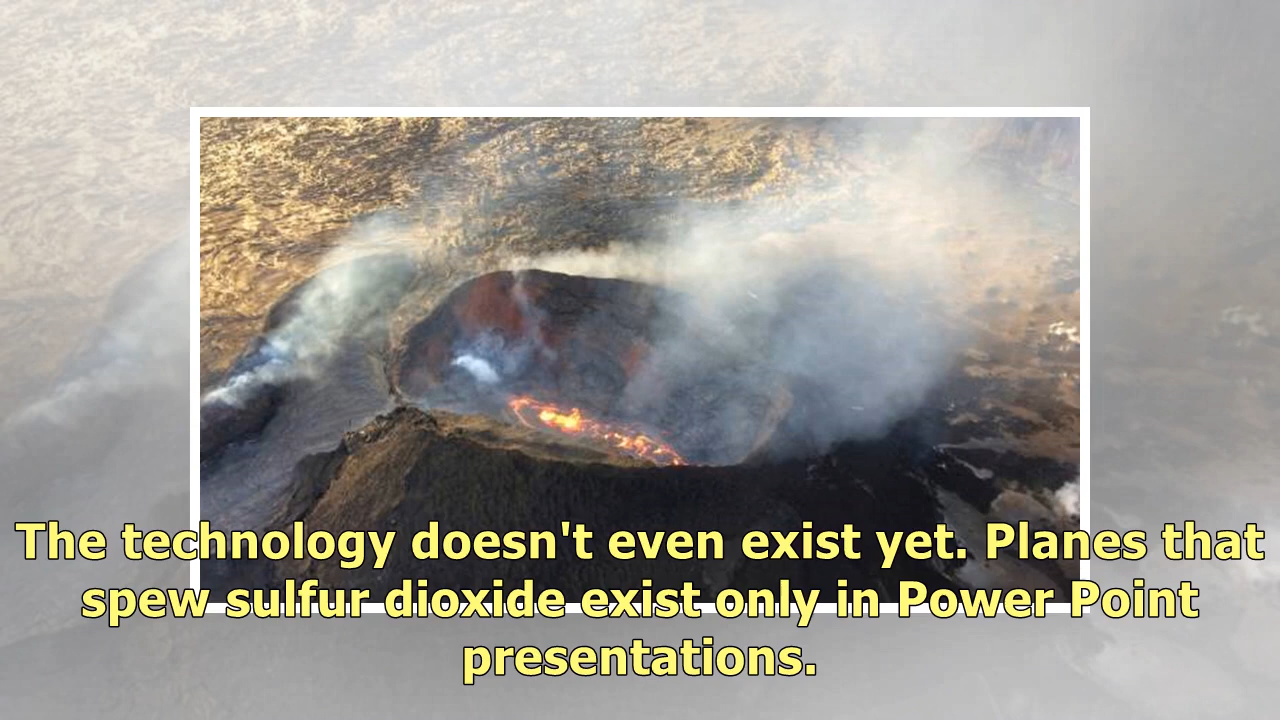 The technology doesn't even exist yet. Planes that
spew sulfur dioxide exist only in Power Point
presentations.